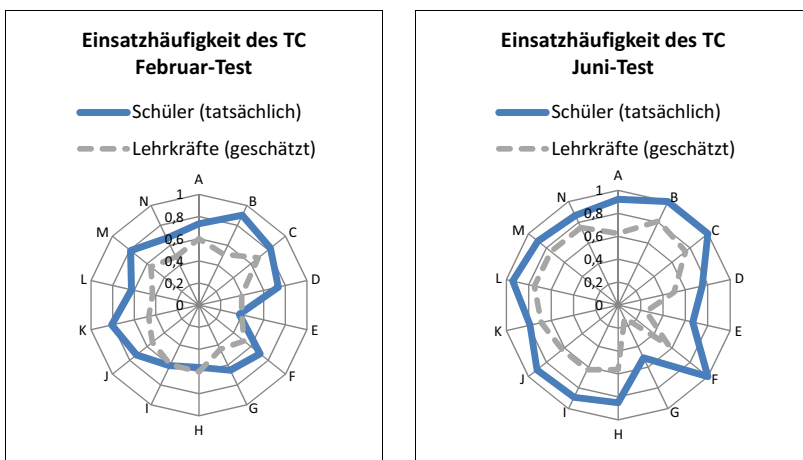 Einsatzhäufigkeit des TC
Februar-Test
Schüler (tatsächlich)
Lehrkräfte (geschätzt)
A
B
C
D
E
F
G
H
I
J
K
L
M
N
1
0,8
0,6
0,4
0,2
0
Einsatzhäufigkeit des TC
Juni-Test
Schüler (tatsächlich)
Lehrkräfte (geschätzt)
A
B
C
D
E
F
G
H
I
J
K
L
M
N
1
0,8
0,6
0,4
0,2
0